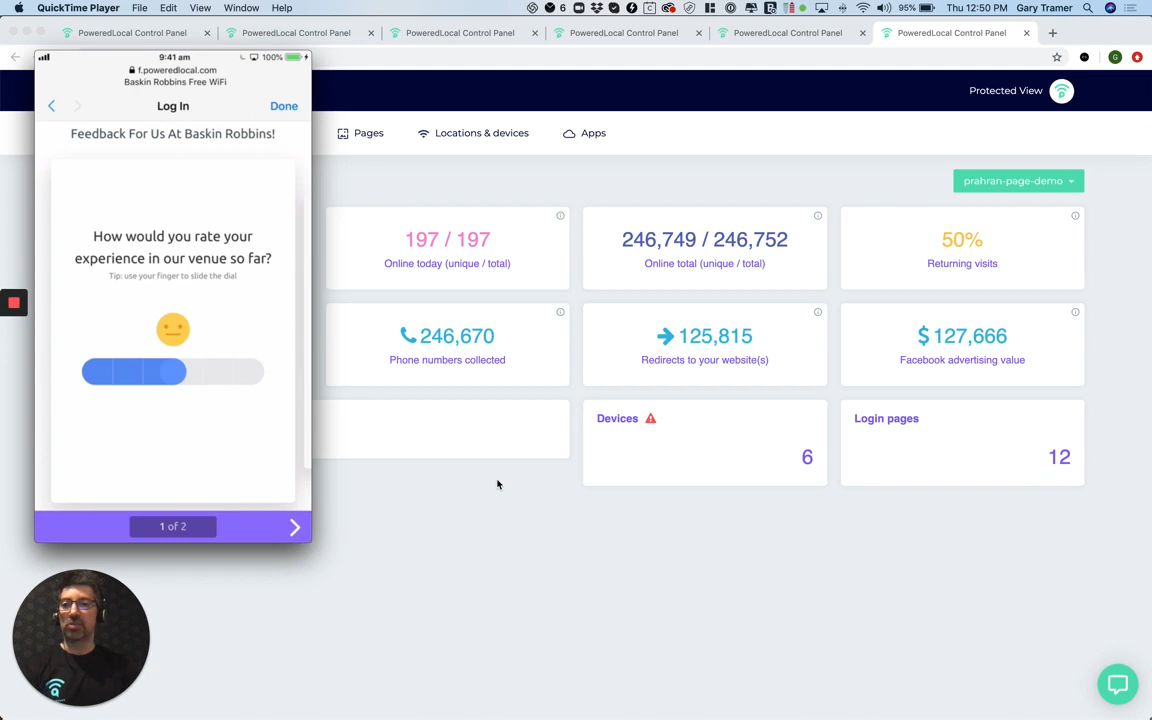 QuickTime Player File Edit View Window Help
6 95% Thu 12:50 PM Gary Tramer
PoweredLocal Control Panel
PoweredLocal Control Panel
PoweredLocal Control Panel
PoweredLocal Control Panel
PoweredLocal Control Panel
PoweredLocal Control Panel
G
9:41 am
100%
f.poweredlocal.com
Baskin Robbins Free WiFi
Log In
Done
Feedback For Us At Baskin Robbins!
How would you rate your
experience in our venue so far?
Tip: use your finger to slide the dial
1 of 2
Protected View
Pages
Locations & devices
Apps
prahran-page-demo
197 / 197
Online today (unique / total)
246,749 / 246,752
Online total (unique / total)
50%
Returning visits
246,670
Phone numbers collected
125,815
Redirects to your website(s)
$127,666
Facebook advertising value
Devices
6
Login pages
12